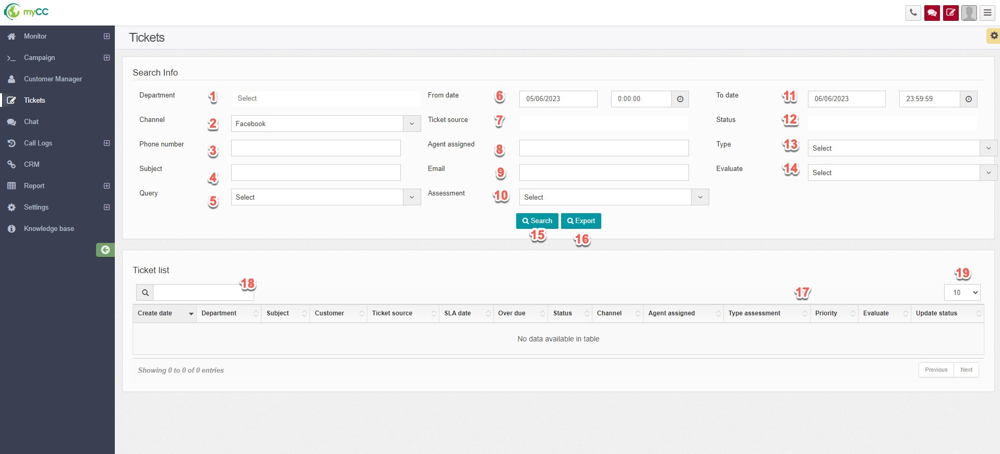 myCC
Monitor
Campaign
Customer Manager
Tickets
Chat
Call Logs
CRM
Report
Settings
Knowledge base
Tickets
Search Info
Department 1 Select From date 6 05/06/2023 0:00:00 To date 11 06/06/2023 23:59:59
Channel 2 Facebook Ticket source 7 Status 12
Phone number 3 Agent assigned 8 Type 13 Select
Subject 4 Email 9 Evaluate 14 Select
Query 5 Select Assessment 10 Select
Search Export
15 16
Ticket list
18 17 19
10
Create date Department Subject Customer Ticket source SLA date Over due Status Channel Agent assigned Type assessment Priority Evaluate Update status
No data available in table
Showing 0 to 0 of 0 entries Previous Next